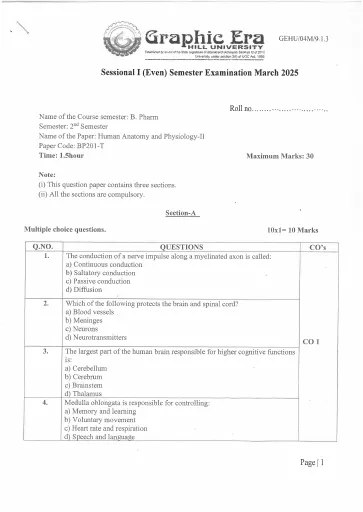 Graphic Era
HILL UNIVERSITY
GEHU/04M/9-1.3
Sessional I (Even) Semester Examination March 2025
Roll no.
Name of the Course semester: B. Pharm
Semester: 2nd Semester
Name of the Paper: Human Anatomy and Physiology-II
Paper Code: BP201-T
Time: 1.5hour Maximum Marks: 30
Note:
(i) This question paper contains three sections.
(ii) All the sections are compulsory.
Section-A
Multiple choice questions. 10x1= 10 Marks
Q.NO. QUESTIONS CO's
1. The conduction of a nerve impulse along a myelinated axon is called:
a) Continuous conduction
b) Saltatory conduction
c) Passive conduction
d) Diffusion
2. Which of the following protects the brain and spinal cord?
a) Blood vessels
b) Meninges
c) Neurons
d) Neurotransmitters
CO 1
3. The largest part of the human brain responsible for higher cognitive functions
is:
a) Cerebellum
b) Cerebrum
c) Brainstem
d) Thalamus
4. Medulla oblongata is responsible for controlling:
a) Memory and learning
b) Voluntary movement
c) Heart rate and respiration
d) Speech and language
Page | 1